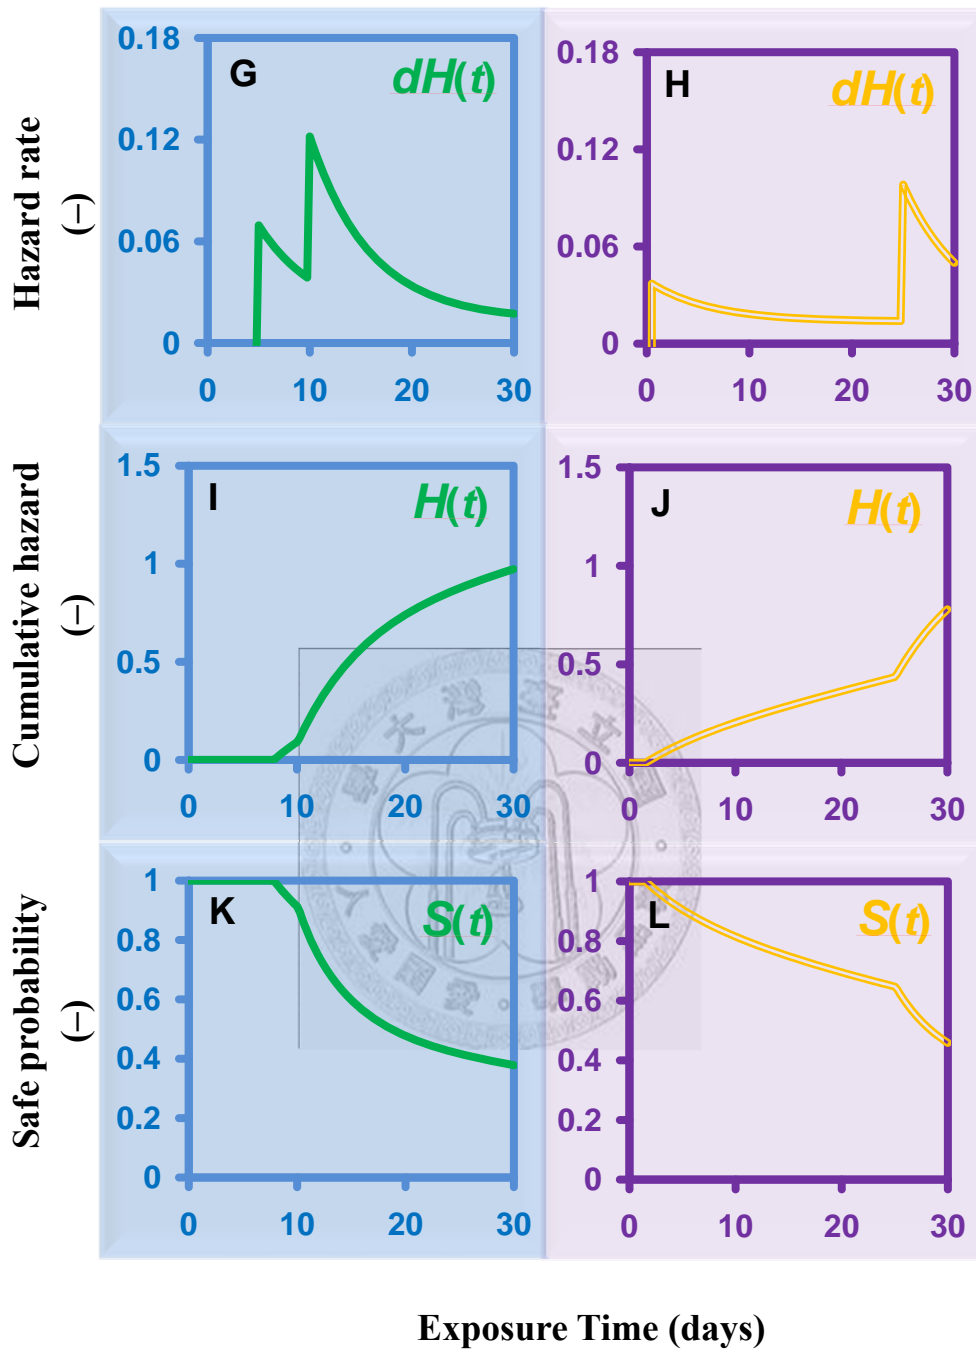 Hazard rate
(–)
G
dH(t)
0.18
0.12
0.06
0
0 10 20 30
H
dH(t)
0.18
0.12
0.06
0
0 10 20 30
Cumulative hazard
(–)
I
H(t)
1.5
1
0.5
0
0 10 20 30
J
H(t)
1.5
1
0.5
0
0 10 20 30
Safe probability
(–)
K
S(t)
1
0.8
0.6
0.4
0.2
0
0 10 20 30
L
S(t)
1
0.8
0.6
0.4
0.2
0
0 10 20 30
Exposure Time (days)